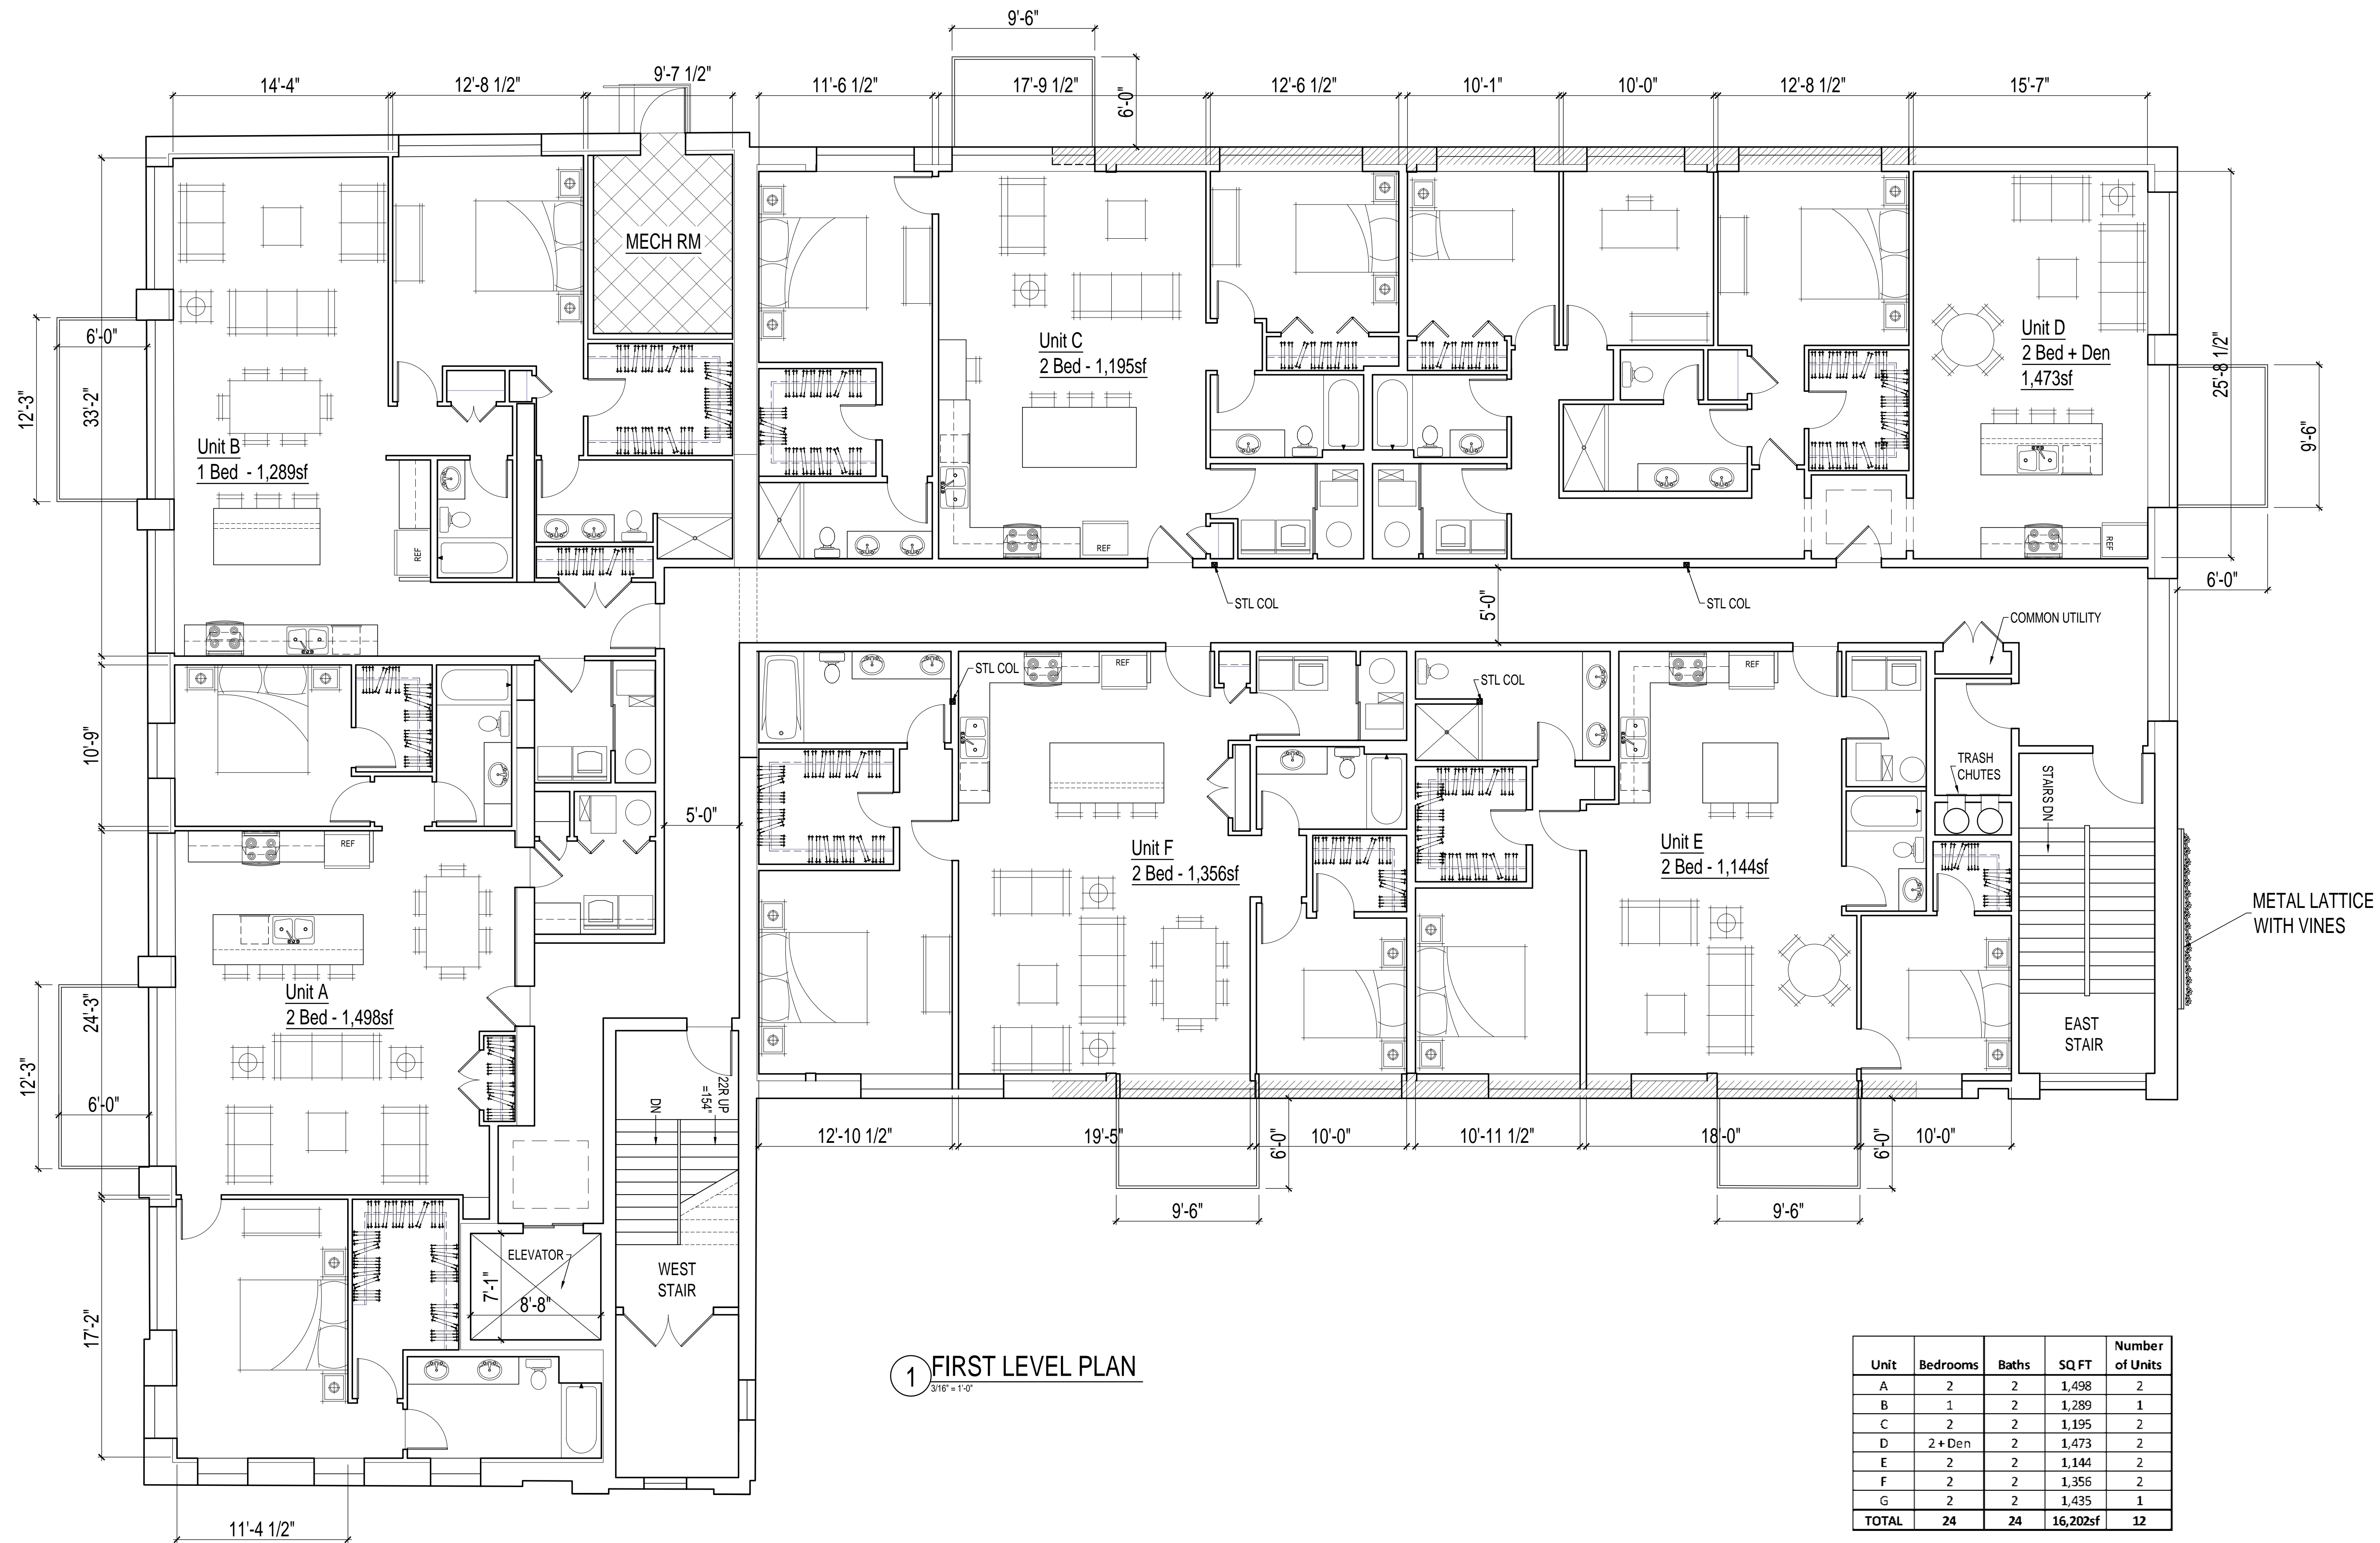 9'-6"
14'-4"
12'-8 1/2"
9'-7 1/2"
11'-6 1/2"
17'-9 1/2"
6'-0"
12'-6 1/2"
10'-1"
10'-0"
12'-8 1/2"
15'-7"
MECH RM
6'-0"
12'-3"
33'-2"
Unit B
1 Bed - 1,289sf
REF
Unit C
2 Bed - 1,195sf
REF
Unit D
2 Bed + Den
1,473sf
REF
25'-8 1/2"
9'-6"
6'-0"
STL COL
5'-0"
STL COL
COMMON UTILITY
10'-9"
REF
5'-0"
STL COL
REF
STL COL
REF
TRASH
CHUTES
STAIRS DN
Unit F
2 Bed - 1,356sf
Unit E
2 Bed - 1,144sf
METAL LATTICE
WITH VINES
Unit A
2 Bed - 1,498sf
24'-3"
12'-3"
6'-0"
EAST
STAIR
DN
22R UP
=154"
12'-10 1/2"
19'-5"
6'-0"
10'-0"
10'-11 1/2"
18'-0"
6'-0"
10'-0"
9'-6"
9'-6"
ELEVATOR
7'-1"
8'-8"
WEST
STAIR
17'-2"
11'-4 1/2"
1
FIRST LEVEL PLAN
3/16" = 1'-0"
Unit Bedrooms Baths SQ FT Number of Units
A 2 2 1,498 2
B 1 2 1,289 1
C 2 2 1,195 2
D 2 + Den 2 1,473 2
E 2 2 1,144 2
F 2 2 1,356 2
G 2 2 1,435 1
TOTAL 24 24 16,202sf 12